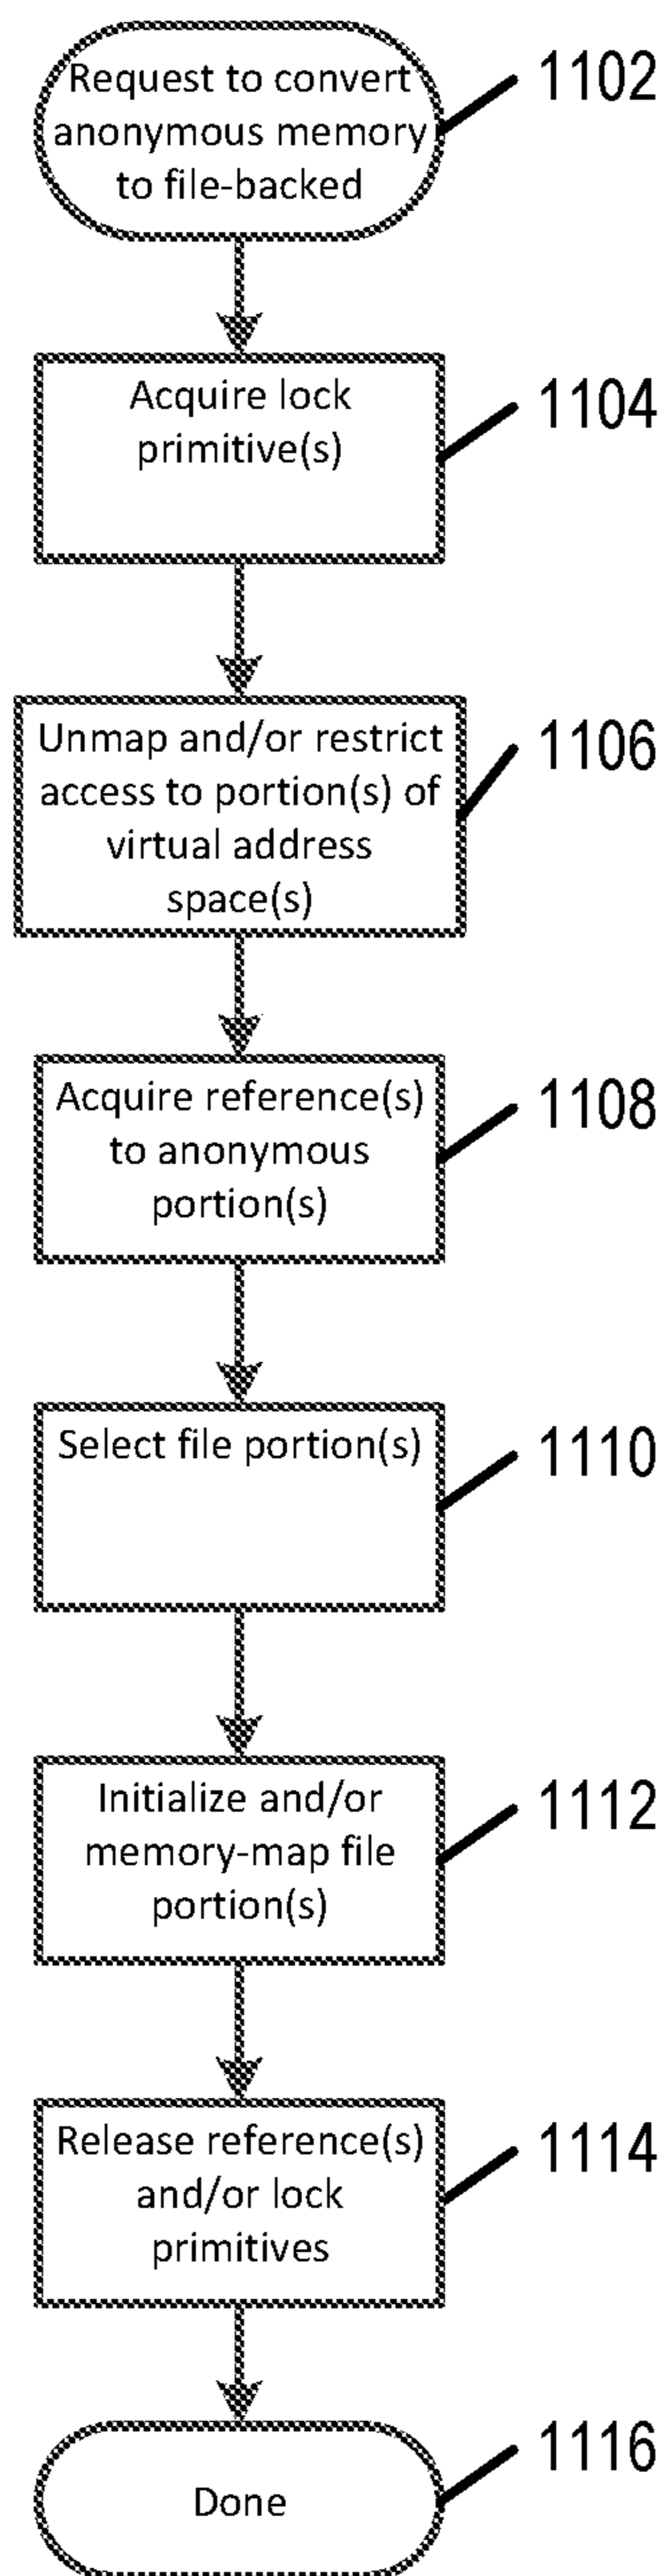 Request to convert
anonymous memory
to file-backed
1102
Acquire lock
primitive(s)
1104
Unmap and/or restrict
access to portion(s) of
virtual address
space(s)
1106
Acquire reference(s)
to anonymous
portion(s)
1108
Select file portion(s)
1110
Initialize and/or
memory-map file
portion(s)
1112
Release reference(s)
and/or lock
primitives
1114
Done
1116